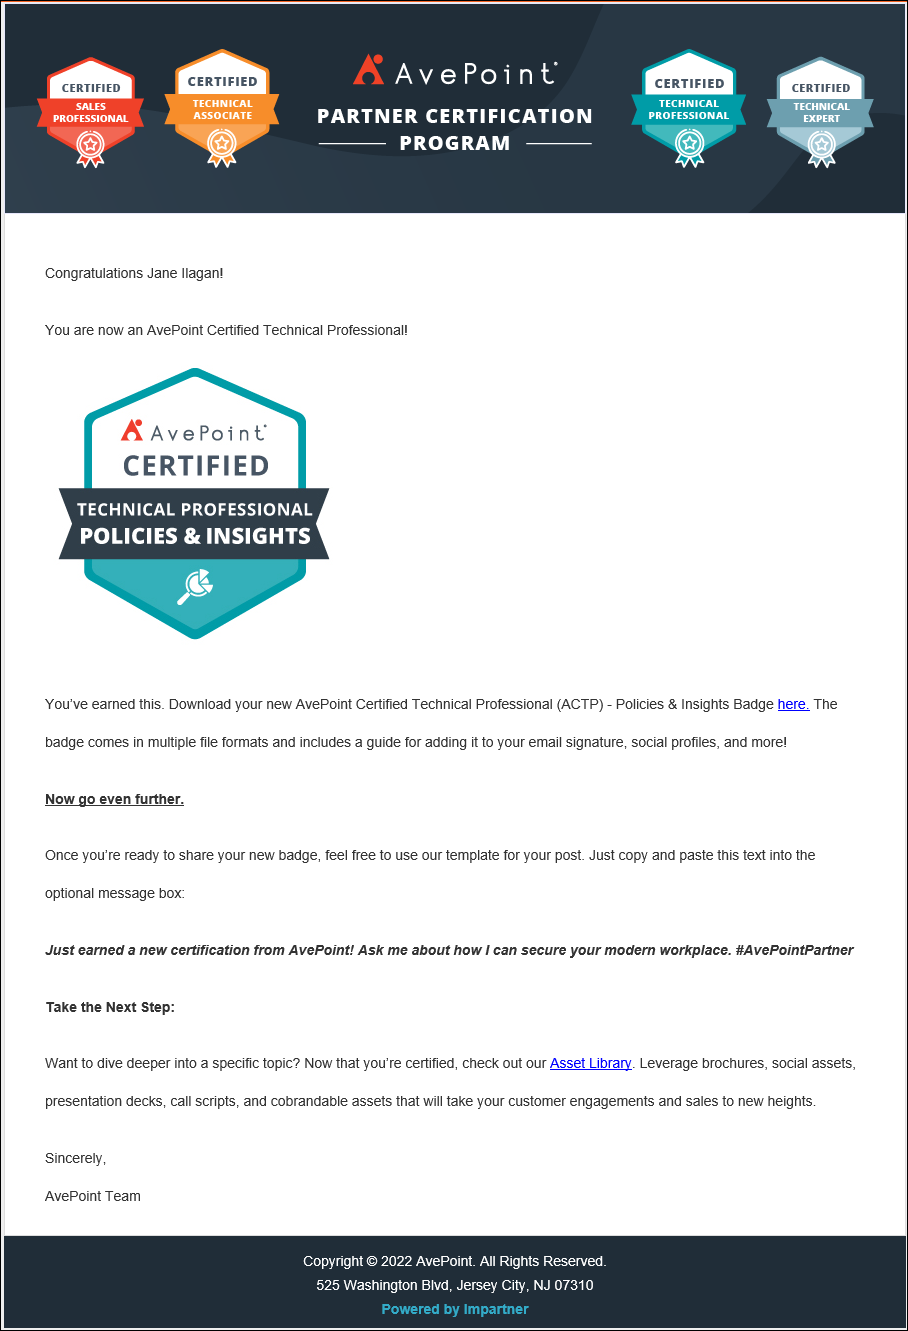 CERTIFIED
SALES
PROFESSIONAL
CERTIFIED
TECHNICAL
ASSOCIATE
AvePoint
PARTNER CERTIFICATION
PROGRAM
CERTIFIED
TECHNICAL
PROFESSIONAL
CERTIFIED
TECHNICAL
EXPERT
Congratulations Jane Ilagan!
You are now an AvePoint Certified Technical Professional!
AvePoint
CERTIFIED
TECHNICAL PROFESSIONAL
POLICIES & INSIGHTS
You've earned this. Download your new AvePoint Certified Technical Professional (ACTP) - Policies & Insights Badge here. The
badge comes in multiple file formats and includes a guide for adding it to your email signature, social profiles, and more!
Now go even further.
Once you're ready to share your new badge, feel free to use our template for your post. Just copy and paste this text into the
optional message box:
Just earned a new certification from AvePoint! Ask me about how I can secure your modern workplace. #AvePointPartner
Take the Next Step:
Want to dive deeper into a specific topic? Now that you're certified, check out our Asset Library. Leverage brochures, social assets,
presentation decks, call scripts, and cobrandable assets that will take your customer engagements and sales to new heights.
Sincerely,
AvePoint Team
Copyright © 2022 AvePoint. All Rights Reserved.
525 Washington Blvd, Jersey City, NJ 07310
Powered by Impartner